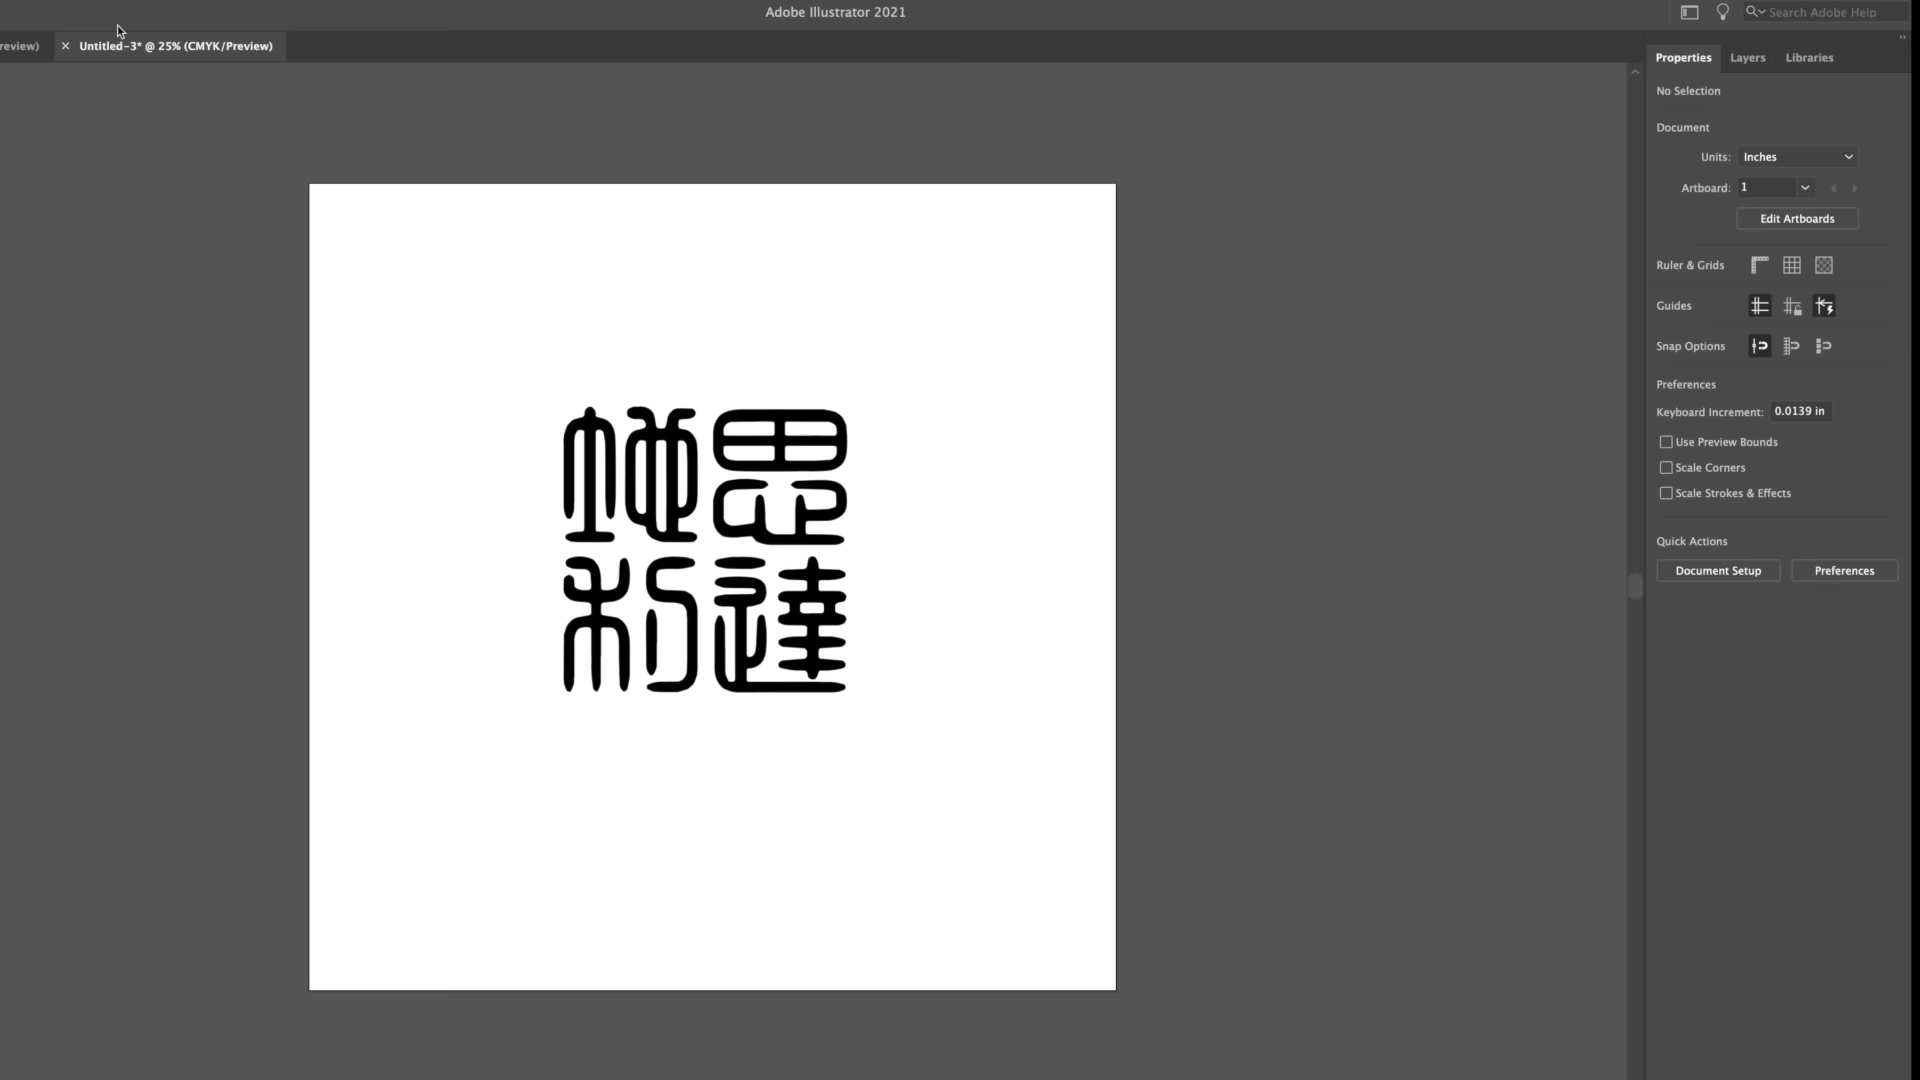 Adobe Illustrator 2021
Search Adobe Help
review)
Untitled-3* @ 25% (CMYK/Preview)
思達
利
Properties
Layers
Libraries
No Selection
Document
Units: Inches
Artboard: 1
Edit Artboards
Ruler & Grids
Guides
Snap Options
Preferences
Keyboard Increment: 0.0139 in
Use Preview Bounds
Scale Corners
Scale Strokes & Effects
Quick Actions
Document Setup
Preferences